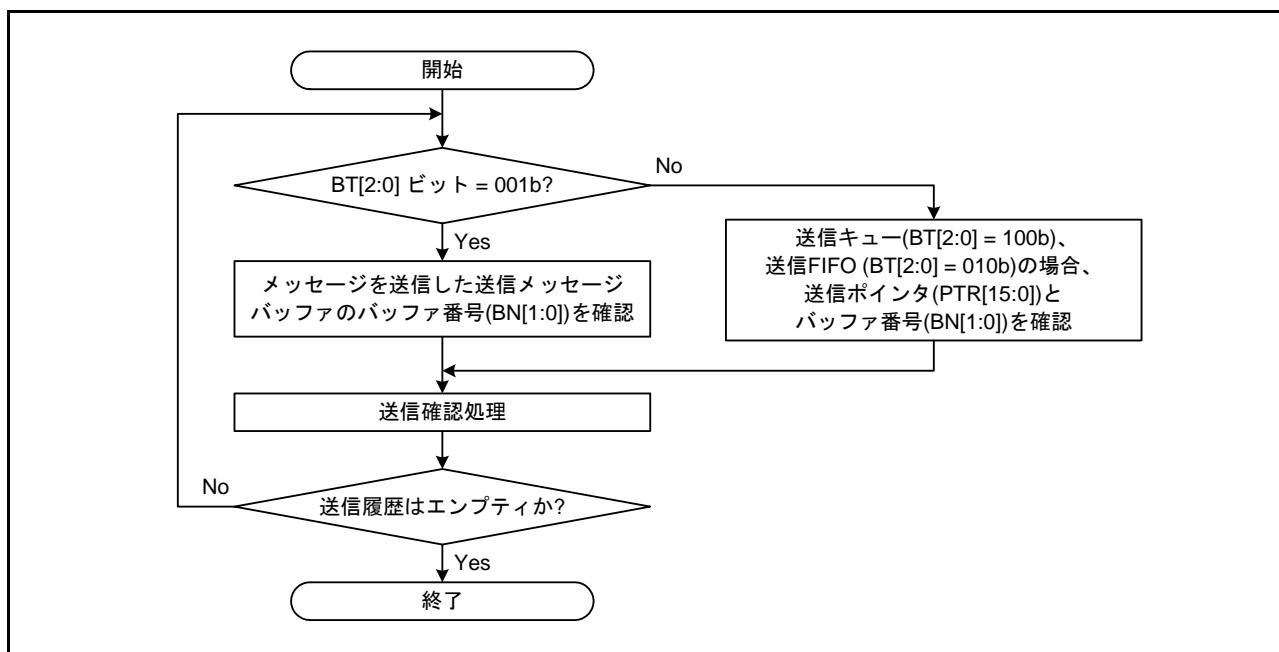 開始
BT[2:0] ビット = 001b?
No
Yes
メッセージを送信した送信メッセージ
バッファのバッファ番号(BN[1:0])を確認
送信キュー(BT[2:0] = 100b)、
送信FIFO (BT[2:0] = 010b)の場合、
送信ポインタ(PTR[15:0])と
バッファ番号(BN[1:0])を確認
送信確認処理
No
送信履歴はエンプティか?
Yes
終了